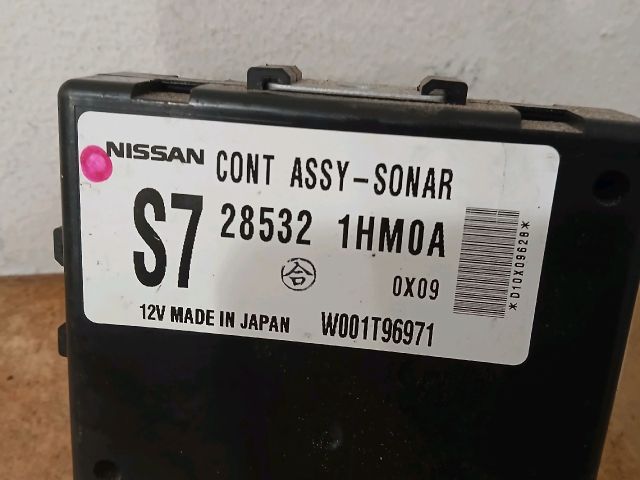 NISSAN CONT ASSY-SONAR
S7 28532 1HM0A
合 0X09
12V MADE IN JAPAN W001T96971
*D10X09628*